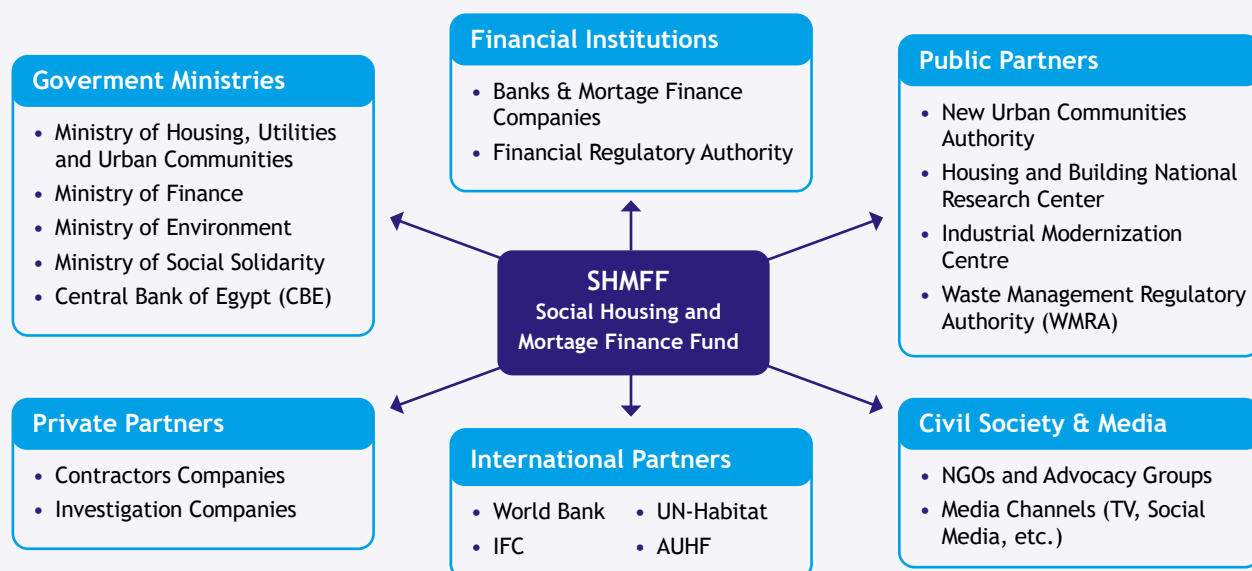 Goverment Ministries
• Ministry of Housing, Utilities
and Urban Communities
• Ministry of Finance
• Ministry of Environment
• Ministry of Social Solidarity
• Central Bank of Egypt (CBE)
Financial Institutions
• Banks & Mortage Finance
Companies
• Financial Regulatory Authority
Public Partners
• New Urban Communities
Authority
• Housing and Building National
Research Center
• Industrial Modernization
Centre
• Waste Management Regulatory
Authority (WMRA)
SHMFF
Social Housing and
Mortage Finance Fund
Private Partners
• Contractors Companies
• Investigation Companies
International Partners
• World Bank • UN-Habitat
• IFC • AUHF
Civil Society & Media
• NGOs and Advocacy Groups
• Media Channels (TV, Social
Media, etc.)